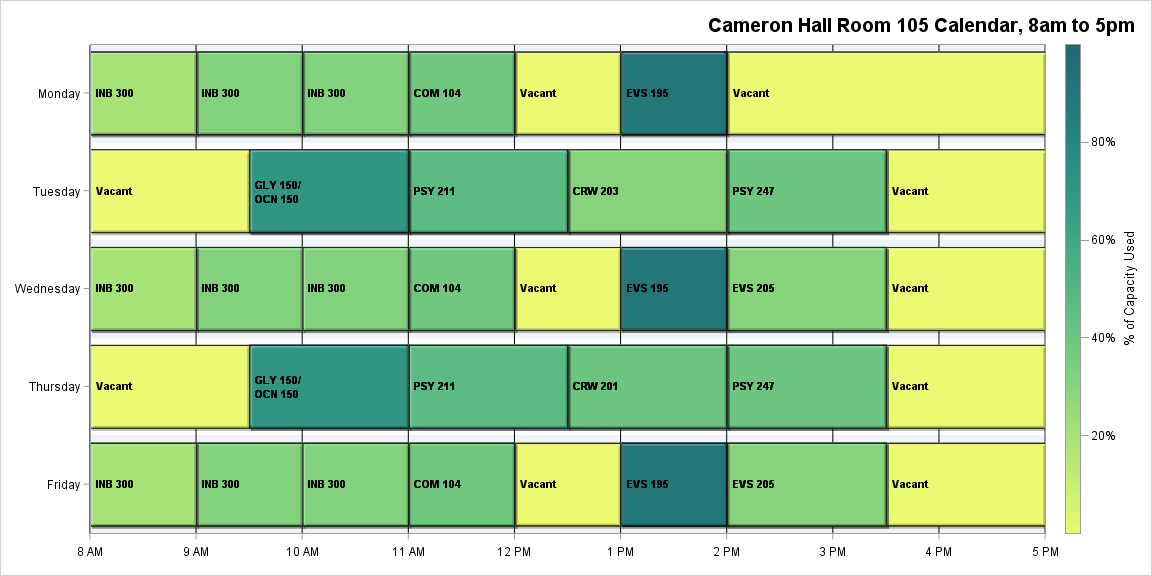 Cameron Hall Room 105 Calendar, 8am to 5pm
Monday
INB 300
INB 300
INB 300
COM 104
Vacant
EVS 195
Vacant
Tuesday
Vacant
GLY 150/
OCN 150
PSY 211
CRW 203
PSY 247
Vacant
Wednesday
INB 300
INB 300
INB 300
COM 104
Vacant
EVS 195
EVS 205
Vacant
Thursday
Vacant
GLY 150/
OCN 150
PSY 211
CRW 201
PSY 247
Vacant
Friday
INB 300
INB 300
INB 300
COM 104
Vacant
EVS 195
EVS 205
Vacant
8 AM
9 AM
10 AM
11 AM
12 PM
1 PM
2 PM
3 PM
4 PM
5 PM
80%
60%
40%
20%
% of Capacity Used